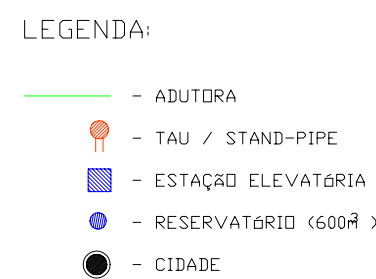 LEGENDA:
- ADUTORA
- TAU / STAND-PIPE
- ESTAÇÃO ELEVATÓRIA
- RESERVATÓRIO (600m³)
- CIDADE